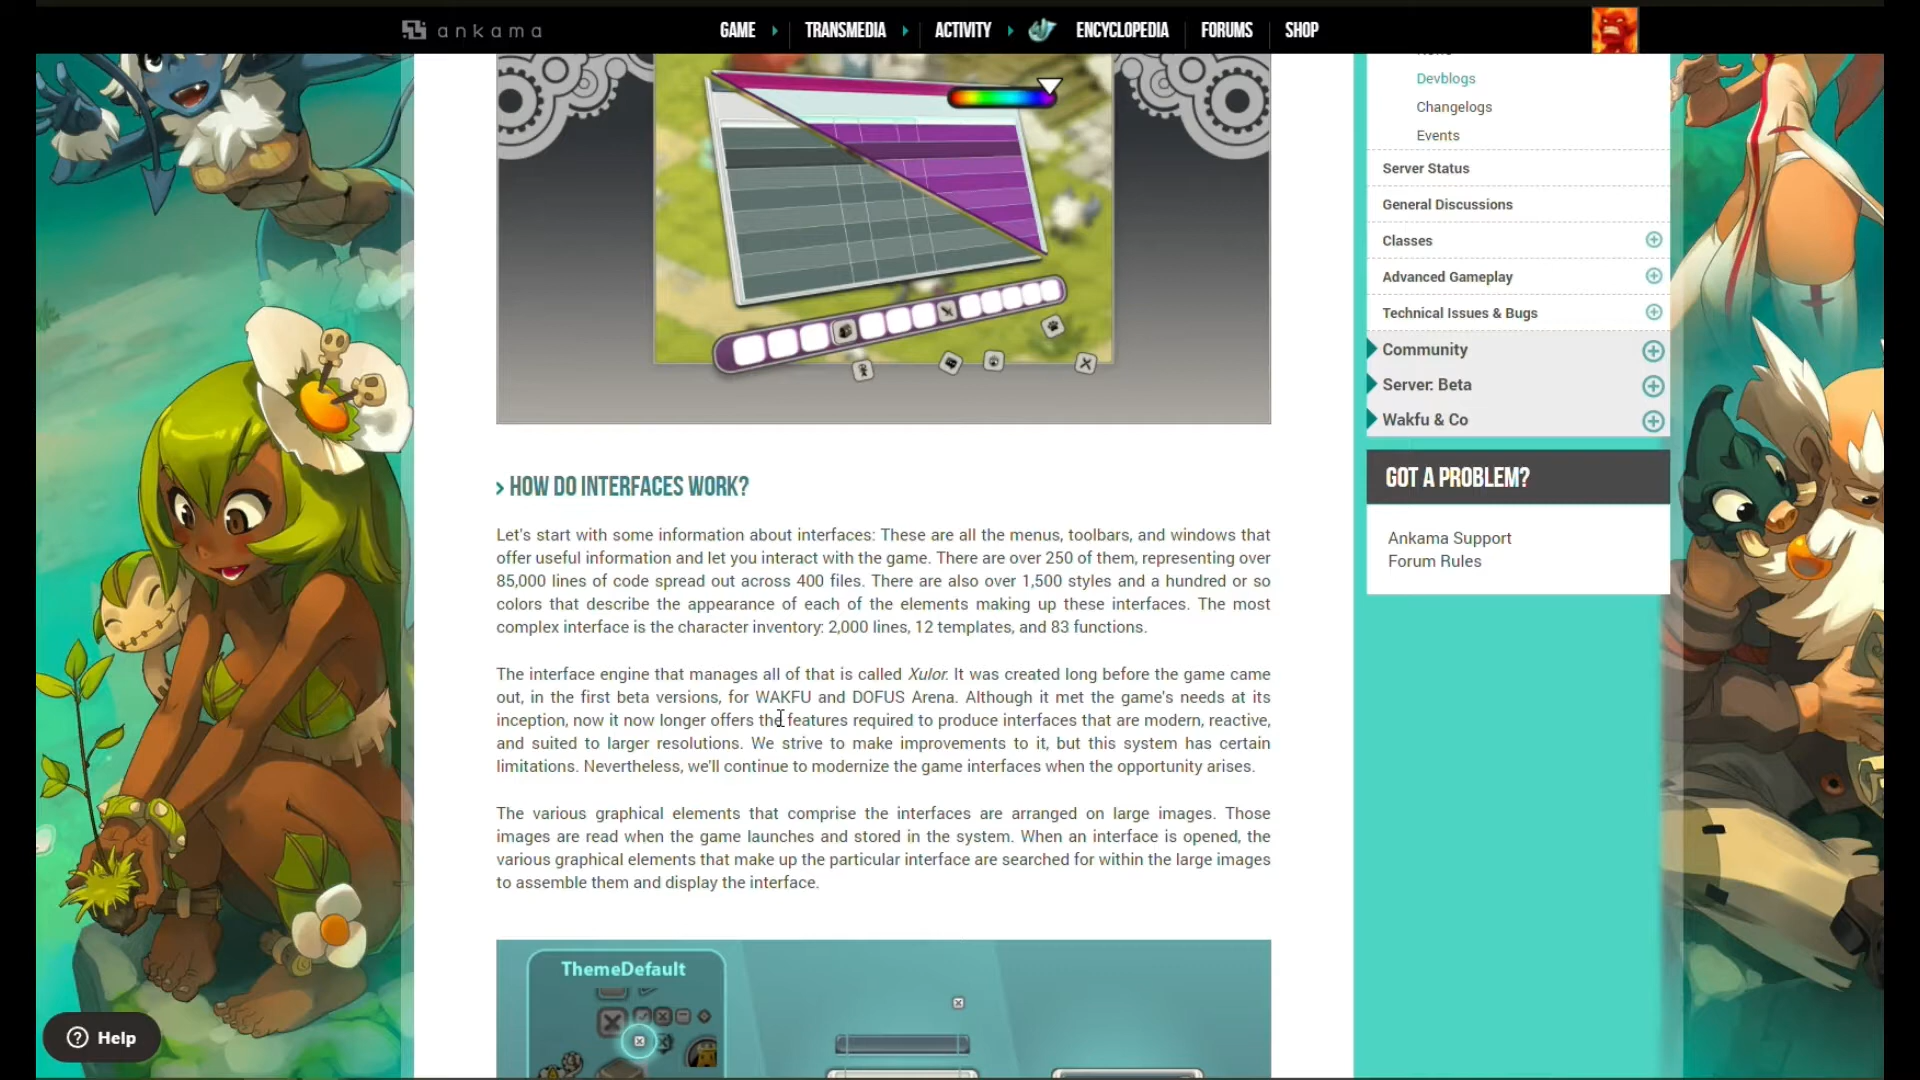 ankama
GAME
TRANSMEDIA
ACTIVITY
ENCYCLOPEDIA
FORUMS
SHOP
Devblogs
Changelogs
Events
Server Status
General Discussions
Classes
Advanced Gameplay
Technical Issues & Bugs
Community
Server: Beta
Wakfu & Co
GOT A PROBLEM?
Ankama Support
Forum Rules
HOW DO INTERFACES WORK?
Let's start with some information about interfaces: These are all the menus, toolbars, and windows that
offer useful information and let you interact with the game. There are over 250 of them, representing over
85,000 lines of code spread out across 400 files. There are also over 1,500 styles and a hundred or so
colors that describe the appearance of each of the elements making up these interfaces. The most
complex interface is the character inventory: 2,000 lines, 12 templates, and 83 functions.
The interface engine that manages all of that is called Xulor. It was created long before the game came
out, in the first beta versions, for WAKFU and DOFUS Arena. Although it met the game's needs at its
inception, now it now longer offers the features required to produce interfaces that are modern, reactive,
and suited to larger resolutions. We strive to make improvements to it, but this system has certain
limitations. Nevertheless, we'll continue to modernize the game interfaces when the opportunity arises.
The various graphical elements that comprise the interfaces are arranged on large images. Those
images are read when the game launches and stored in the system. When an interface is opened, the
various graphical elements that make up the particular interface are searched for within the large images
to assemble them and display the interface.
ThemeDefault
Help